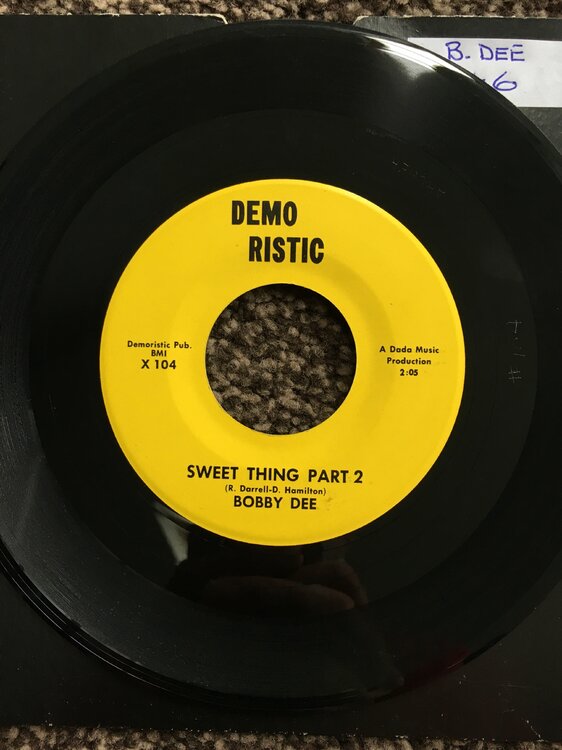 B. DEE
DEMO
RISTIC
Demoristic Pub.
BMI
X 104
A Dada Music
Production
2:05
SWEET THING PART 2
(R. Darrell-D. Hamilton)
BOBBY DEE